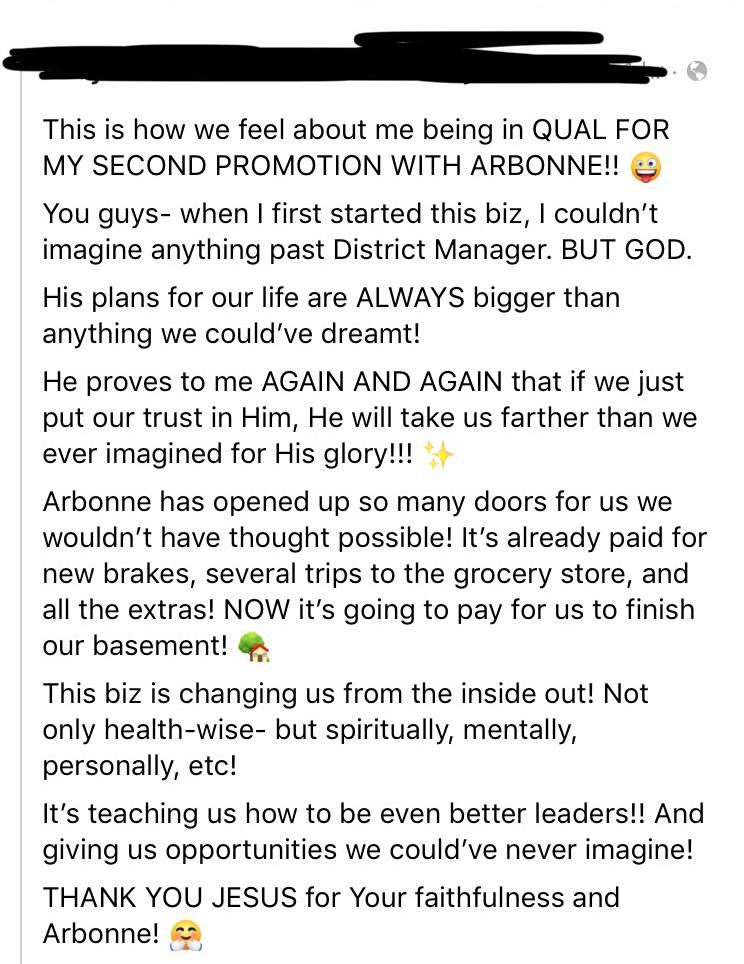 This is how we feel about me being in QUAL FOR
MY SECOND PROMOTION WITH ARBONNE!! 🤪
You guys- when I first started this biz, I couldn’t
imagine anything past District Manager. BUT GOD.
His plans for our life are ALWAYS bigger than
anything we could’ve dreamt!
He proves to me AGAIN AND AGAIN that if we just
put our trust in Him, He will take us farther than we
ever imagined for His glory!!! ✨
Arbonne has opened up so many doors for us we
wouldn’t have thought possible! It’s already paid for
new brakes, several trips to the grocery store, and
all the extras! NOW it’s going to pay for us to finish
our basement! 🏡
This biz is changing us from the inside out! Not
only health-wise- but spiritually, mentally,
personally, etc!
It’s teaching us how to be even better leaders!! And
giving us opportunities we could’ve never imagine!
THANK YOU JESUS for Your faithfulness and
Arbonne! 🤗